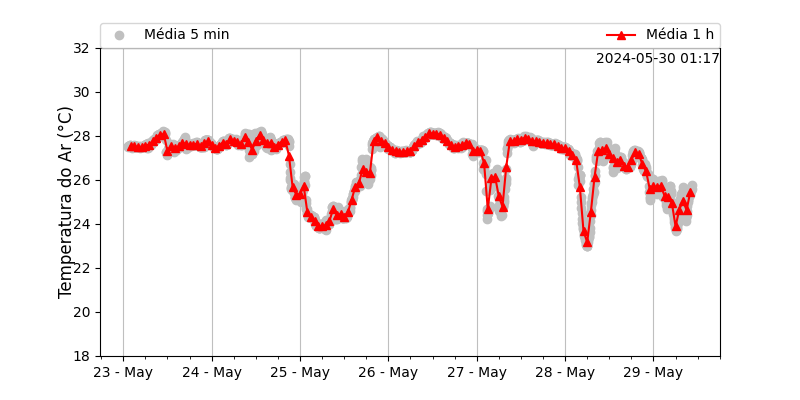 Média 5 min
Média 1 h
2024-05-30 01:17
Temperatura do Ar (°C)
32
30
28
26
24
22
20
18
23 - May
24 - May
25 - May
26 - May
27 - May
28 - May
29 - May